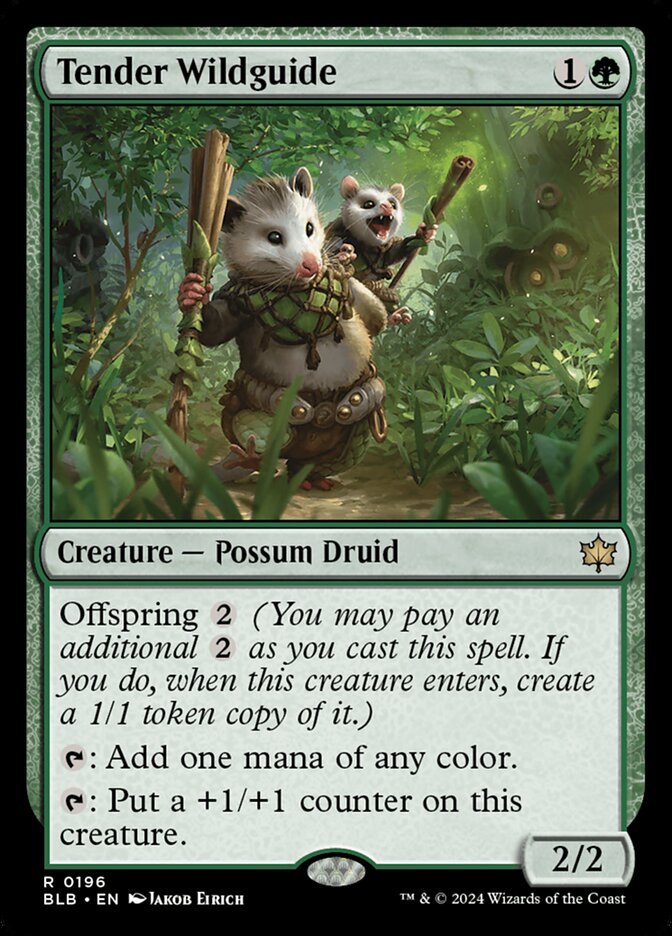 Tender Wildguide 1
Creature — Possum Druid
Offspring 2 (You may pay an
additional 2 as you cast this spell. If
you do, when this creature enters, create
a 1/1 token copy of it.)
: Add one mana of any color.
: Put a +1/+1 counter on this
creature.
2/2
R 0196
BLB • EN Jakob Eirich
™ & © 2024 Wizards of the Coast